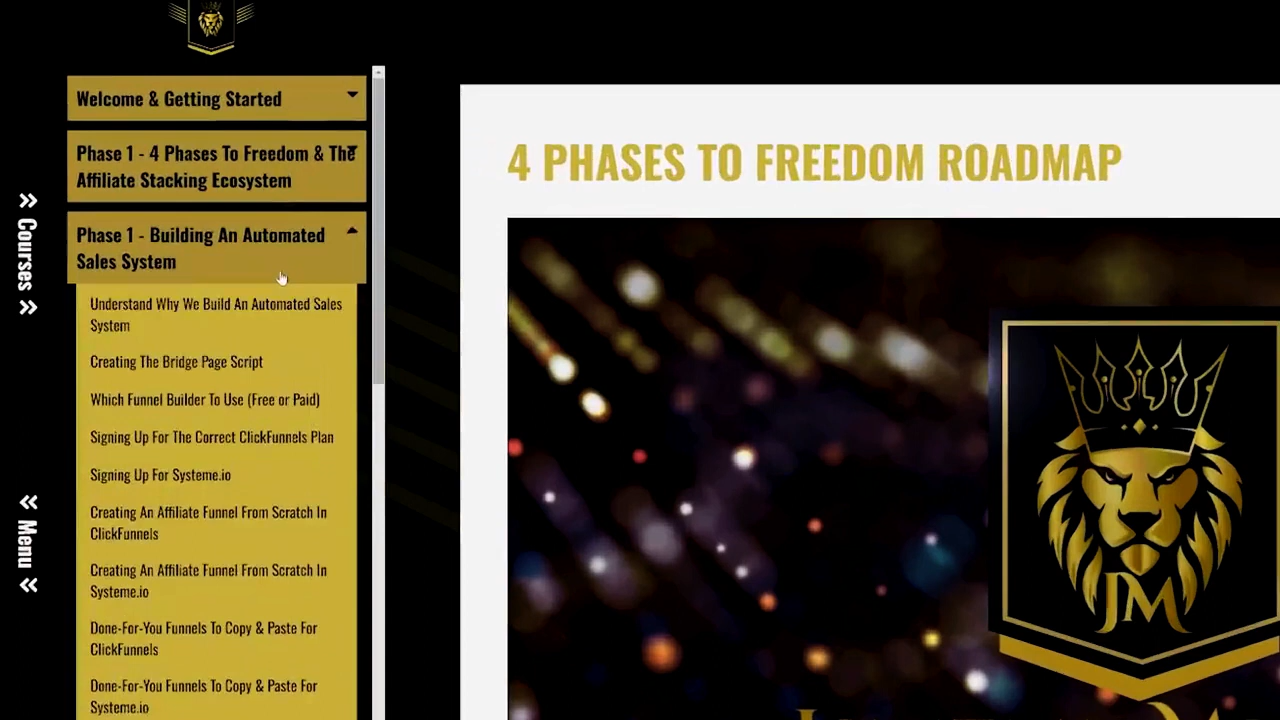 Welcome & Getting Started
Phase 1 - 4 Phases To Freedom & The
Affiliate Stacking Ecosystem
Phase 1 - Building An Automated
Sales System
Understand Why We Build An Automated Sales
System
Creating The Bridge Page Script
Which Funnel Builder To Use (Free or Paid)
Signing Up For The Correct ClickFunnels Plan
Signing Up For Systeme.io
Creating An Affiliate Funnel From Scratch In
ClickFunnels
Creating An Affiliate Funnel From Scratch In
Systeme.io
Done-For-You Funnels To Copy & Paste For
ClickFunnels
Done-For-You Funnels To Copy & Paste For
Systeme.io
Courses
Menu
4 PHASES TO FREEDOM ROADMAP
JM